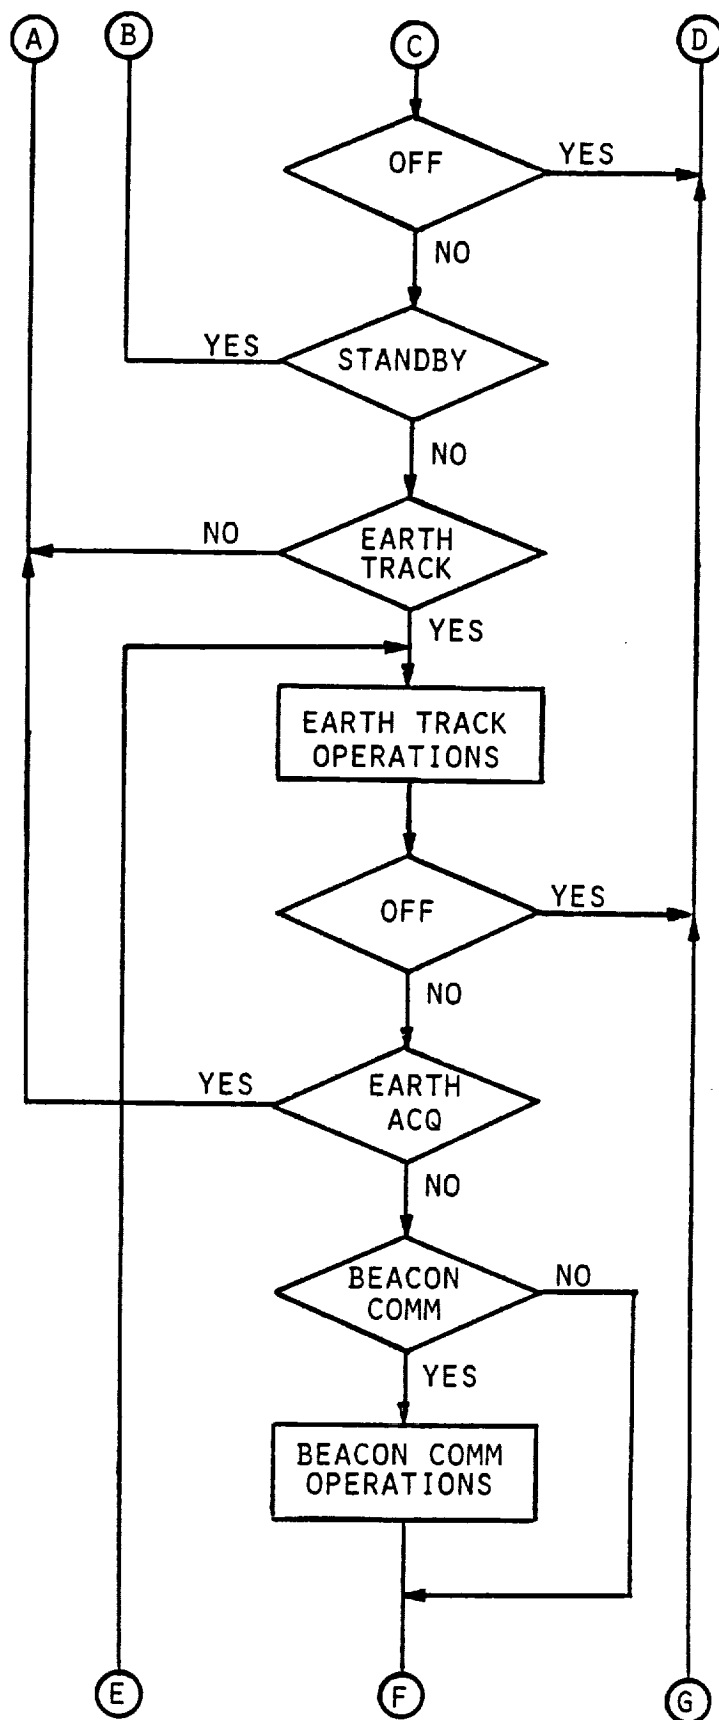 A
B
C
D
OFF
YES
NO
YES
STANDBY
NO
NO
EARTH
TRACK
YES
EARTH TRACK
OPERATIONS
OFF
YES
NO
YES
EARTH
ACQ
NO
BEACON
COMM
NO
YES
BEACON COMM
OPERATIONS
E
F
G